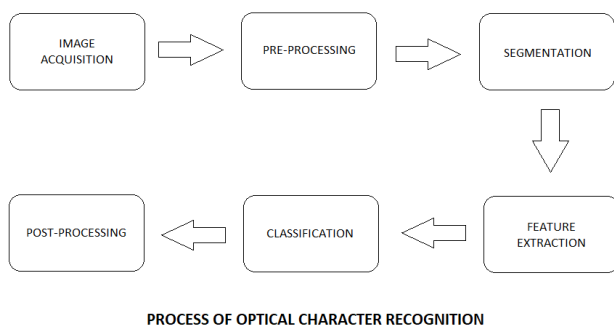 IMAGE
ACQUISITION
PRE-PROCESSING
SEGMENTATION
FEATURE
EXTRACTION
CLASSIFICATION
POST-PROCESSING
PROCESS OF OPTICAL CHARACTER RECOGNITION